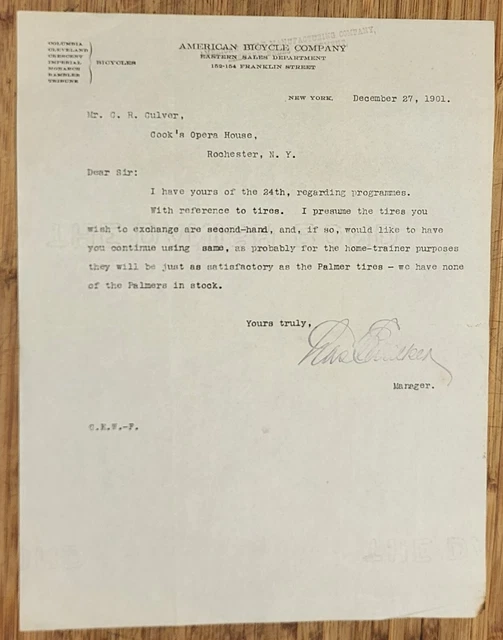 MANUFACTURING COMPANY,
COLUMBIA
CLEVELAND
CRESCENT
IMPERIAL
MONARCH
RAMBLER
TRIBUNE
BICYCLES
AMERICAN BICYCLE COMPANY
EASTERN SALES DEPARTMENT
152-154 FRANKLIN STREET
NEW YORK, December 27, 1901.
Mr. C. R. Culver,
Cook's Opera House,
Rochester, N. Y.
Dear Sir:
I have yours of the 24th, regarding programmes.
With reference to tires. I presume the tires you
wish to exchange are second-hand, and, if so, would like to have
you continue using same, as probably for the home-trainer purposes
they will be just as satisfactory as the Palmer tires - we have none
of the Palmers in stock.
Yours truly,
Manager.
C.K.W.-F.